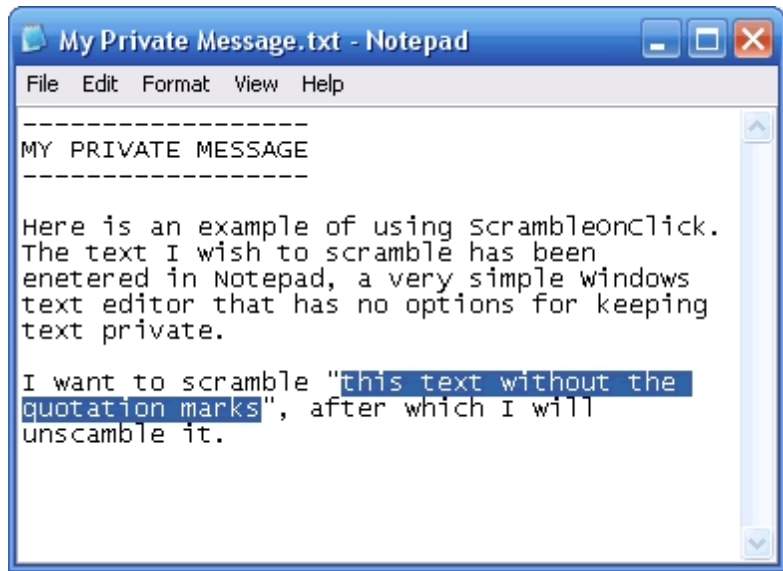 My Private Message.txt - Notepad
File Edit Format View Help
------------------
MY PRIVATE MESSAGE
------------------
Here is an example of using ScrambleOnClick.
The text I wish to scramble has been
enetered in Notepad, a very simple Windows
text editor that has no options for keeping
text private.
I want to scramble "this text without the
quotation marks", after which I will
unscamble it.